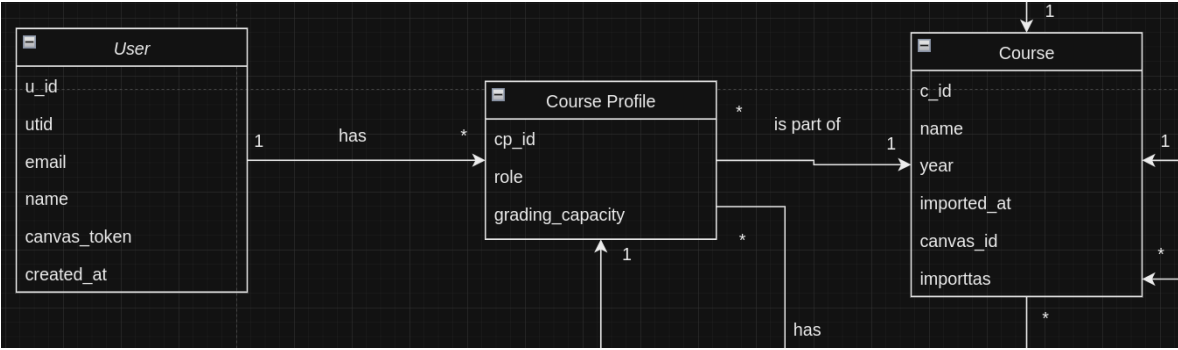 User
u_id
utid
email
name
canvas_token
created_at
1
has
*
Course Profile
cp_id
role
grading_capacity
*
is part of
1
*
1
has
1
Course
c_id
name
year
imported_at
canvas_id
importtas
1
*
*